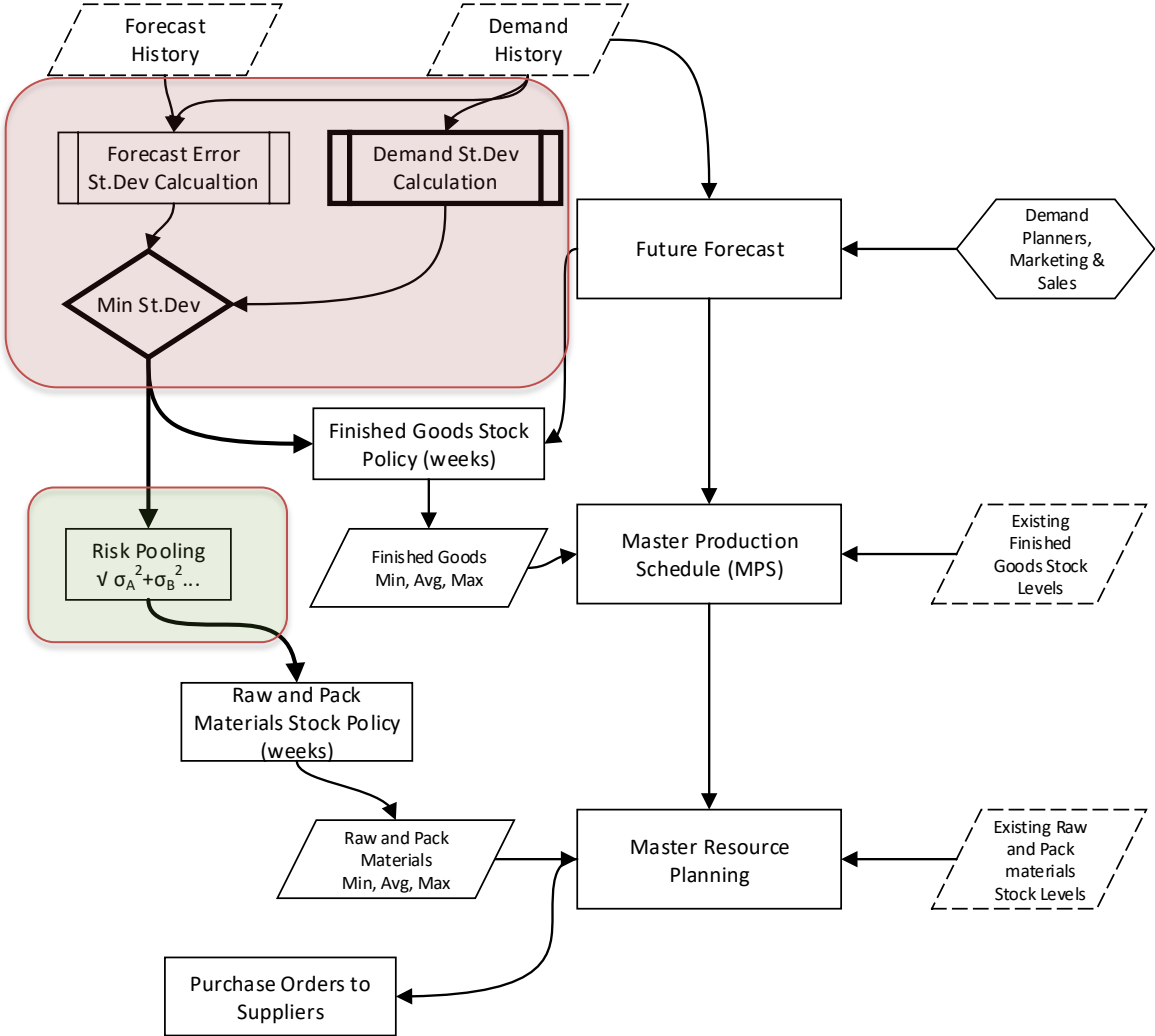 Forecast
History
Demand
History
Forecast Error
St.Dev Calcualtion
Demand St.Dev
Calculation
Future Forecast
Demand
Planners,
Marketing &
Sales
Min St.Dev
Finished Goods Stock
Policy (weeks)
Risk Pooling
√ σ_A²+σ_B²...
Finished Goods
Min, Avg, Max
Master Production
Schedule (MPS)
Existing
Finished
Goods Stock
Levels
Raw and Pack
Materials Stock Policy
(weeks)
Raw and Pack
Materials
Min, Avg, Max
Master Resource
Planning
Existing Raw
and Pack
materials
Stock Levels
Purchase Orders to
Suppliers